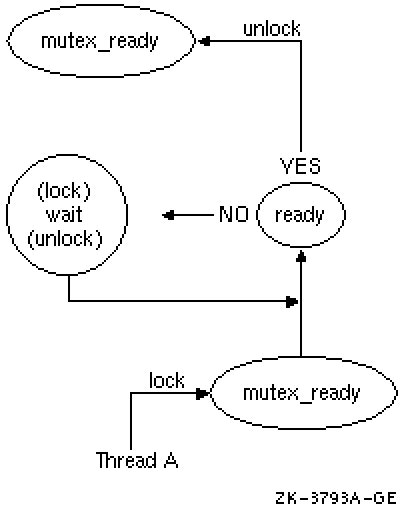 unlock
mutex_ready
YES
(lock)
wait
(unlock)
NO
ready
lock
mutex_ready
Thread A
ZK-3793A-GE